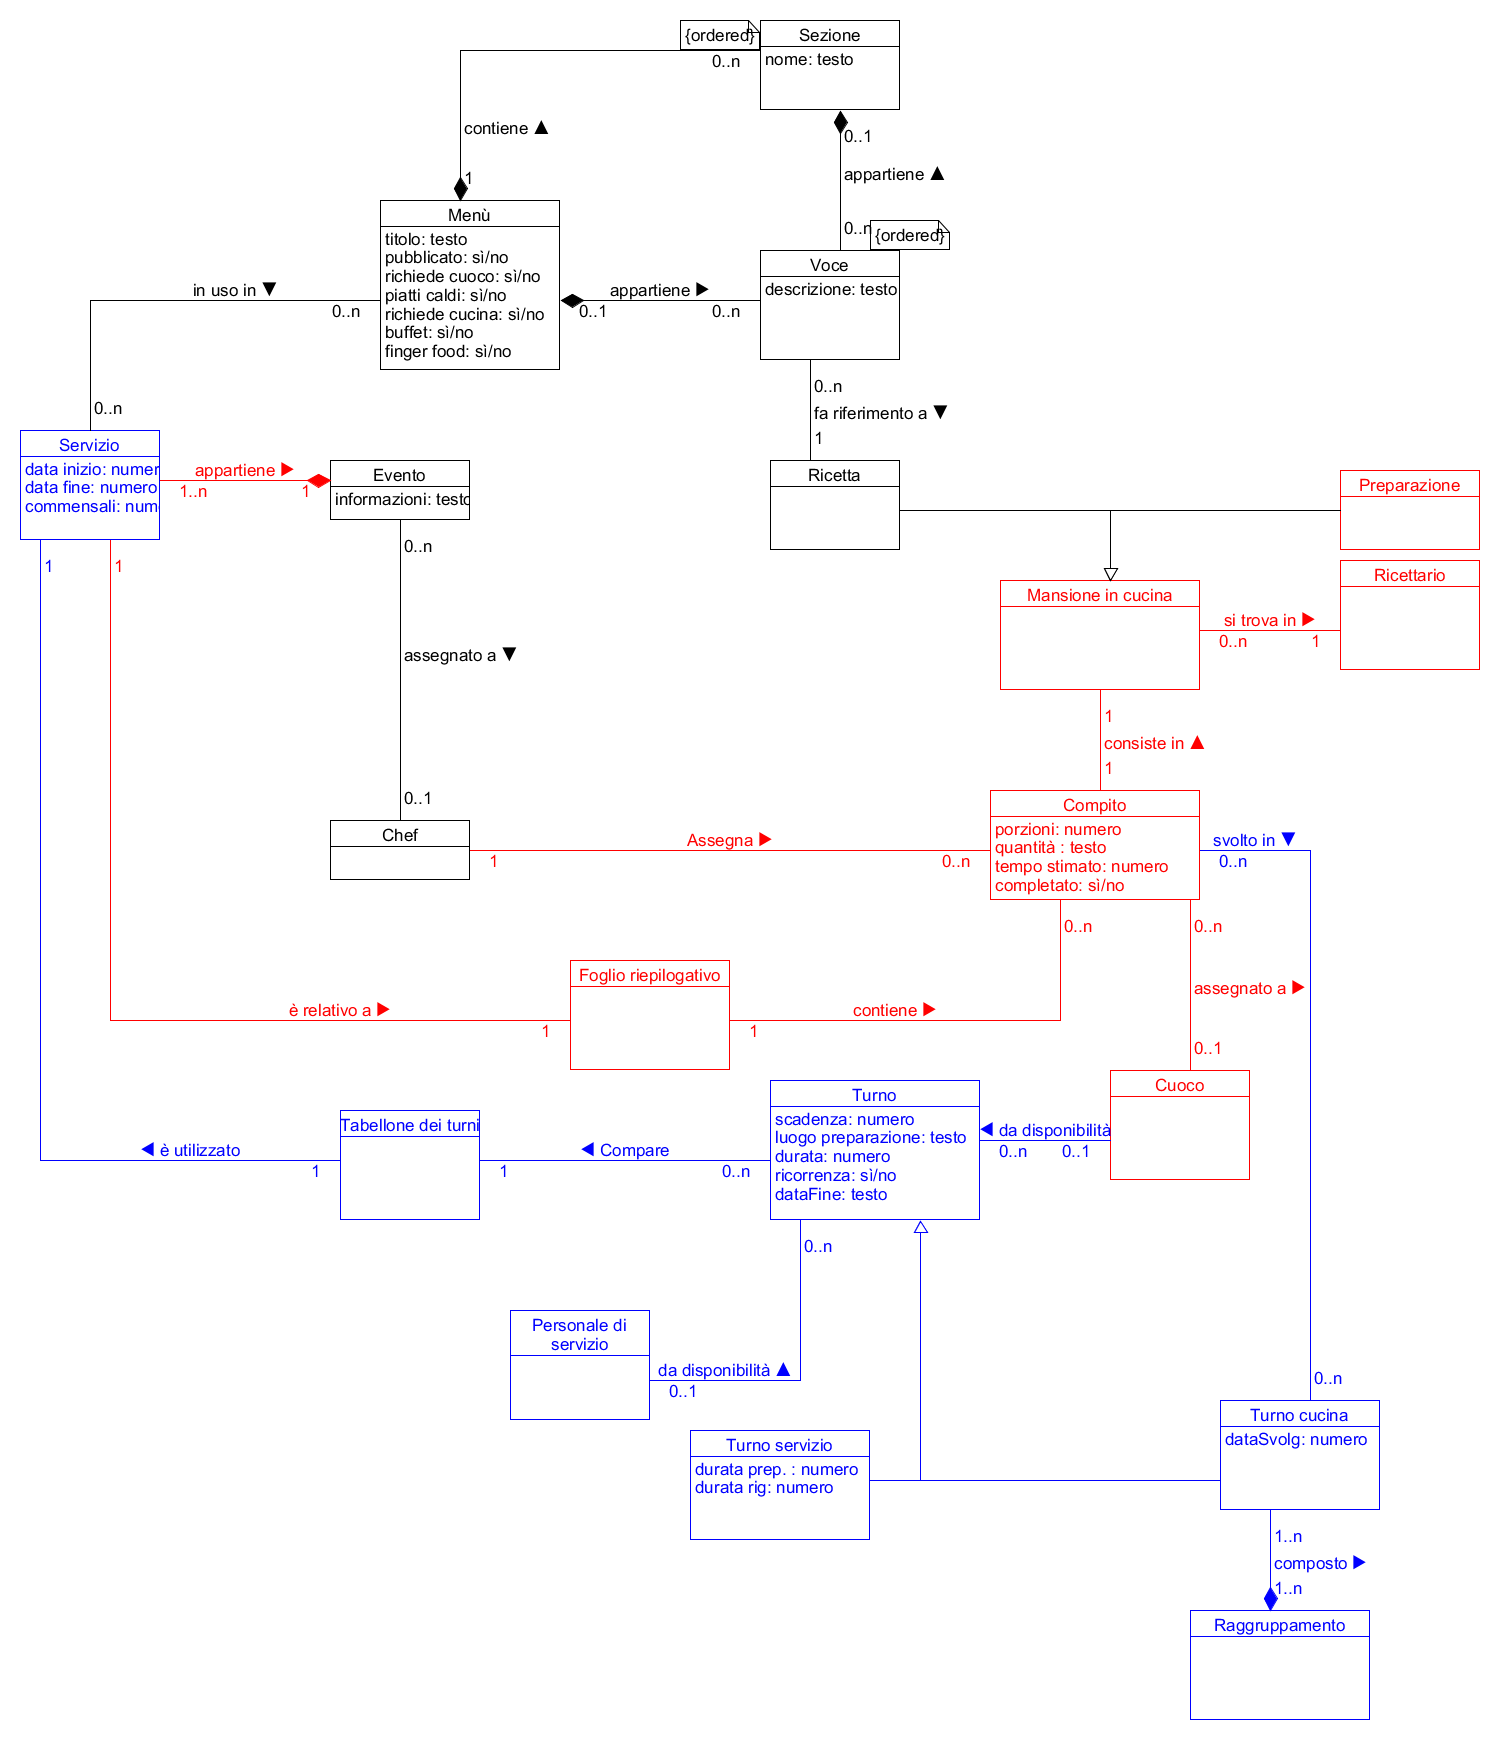 {ordered}
Sezione
nome: testo
0..n
contiene ▲
1
0..1
appartiene ▲
0..n
{ordered}
Menù
titolo: testo
pubblicato: sì/no
richiede cuoco: sì/no
piatti caldi: sì/no
richiede cucina: sì/no
buffet: sì/no
finger food: sì/no
in uso in ▼
0..n
0..n
appartiene ▶
0..1
0..n
Voce
descrizione: testo
0..n
fa riferimento a ▼
1
Servizio
data inizio: numer
data fine: numero
commensali: num
appartiene ▶
1..n
1
Evento
informazioni: testo
Ricetta
Preparazione
Ricettario
Mansione in cucina
si trova in ▶
0..n
1
1
1
0..n
assegnato a ▼
0..1
1
consiste in ▲
1
Chef
Assegna ▶
1
0..n
Compito
porzioni: numero
quantità : testo
tempo stimato: numero
completato: sì/no
svolto in ▼
0..n
0..n
0..n
assegnato a ▶
0..1
Foglio riepilogativo
è relativo a ▶
1
contiene ▶
1
Cuoco
Turno
scadenza: numero
luogo preparazione: testo
durata: numero
ricorrenza: sì/no
dataFine: testo
◀ da disponibilità
0..n
0..1
Tabellone dei turni
◀ è utilizzato
1
◀ Compare
1
0..n
0..n
Personale di
servizio
da disponibilità ▲
0..1
0..n
Turno cucina
dataSvolg: numero
Turno servizio
durata prep. : numero
durata rig: numero
1..n
composto ▶
1..n
Raggruppamento